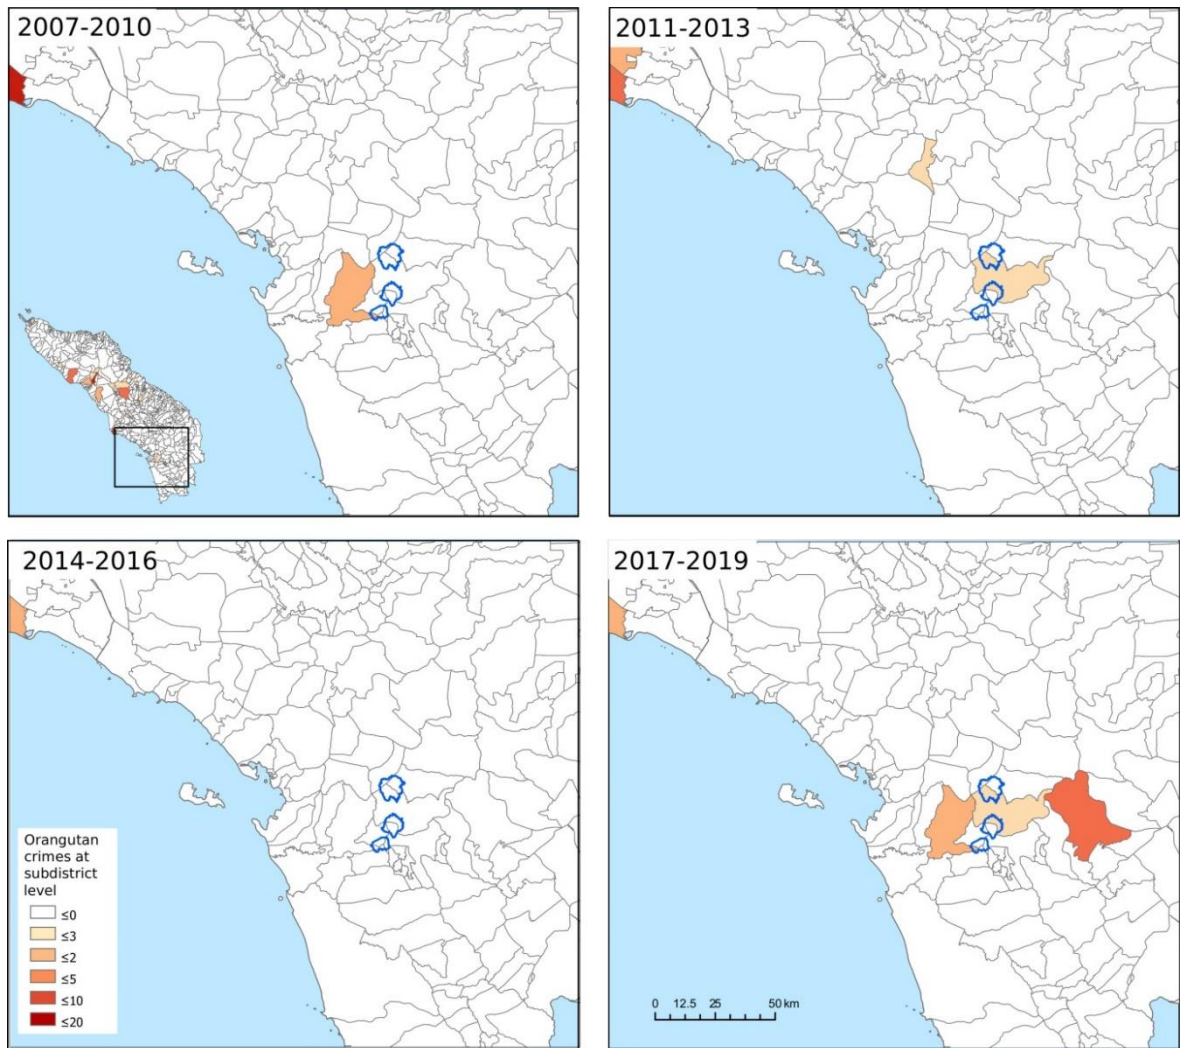 2007-2010
2011-2013
2014-2016
2017-2019
Orangutan
crimes at
subdistrict
level
≤0
≤3
≤2
≤5
≤10
≤20
0 12.5 25 50 km